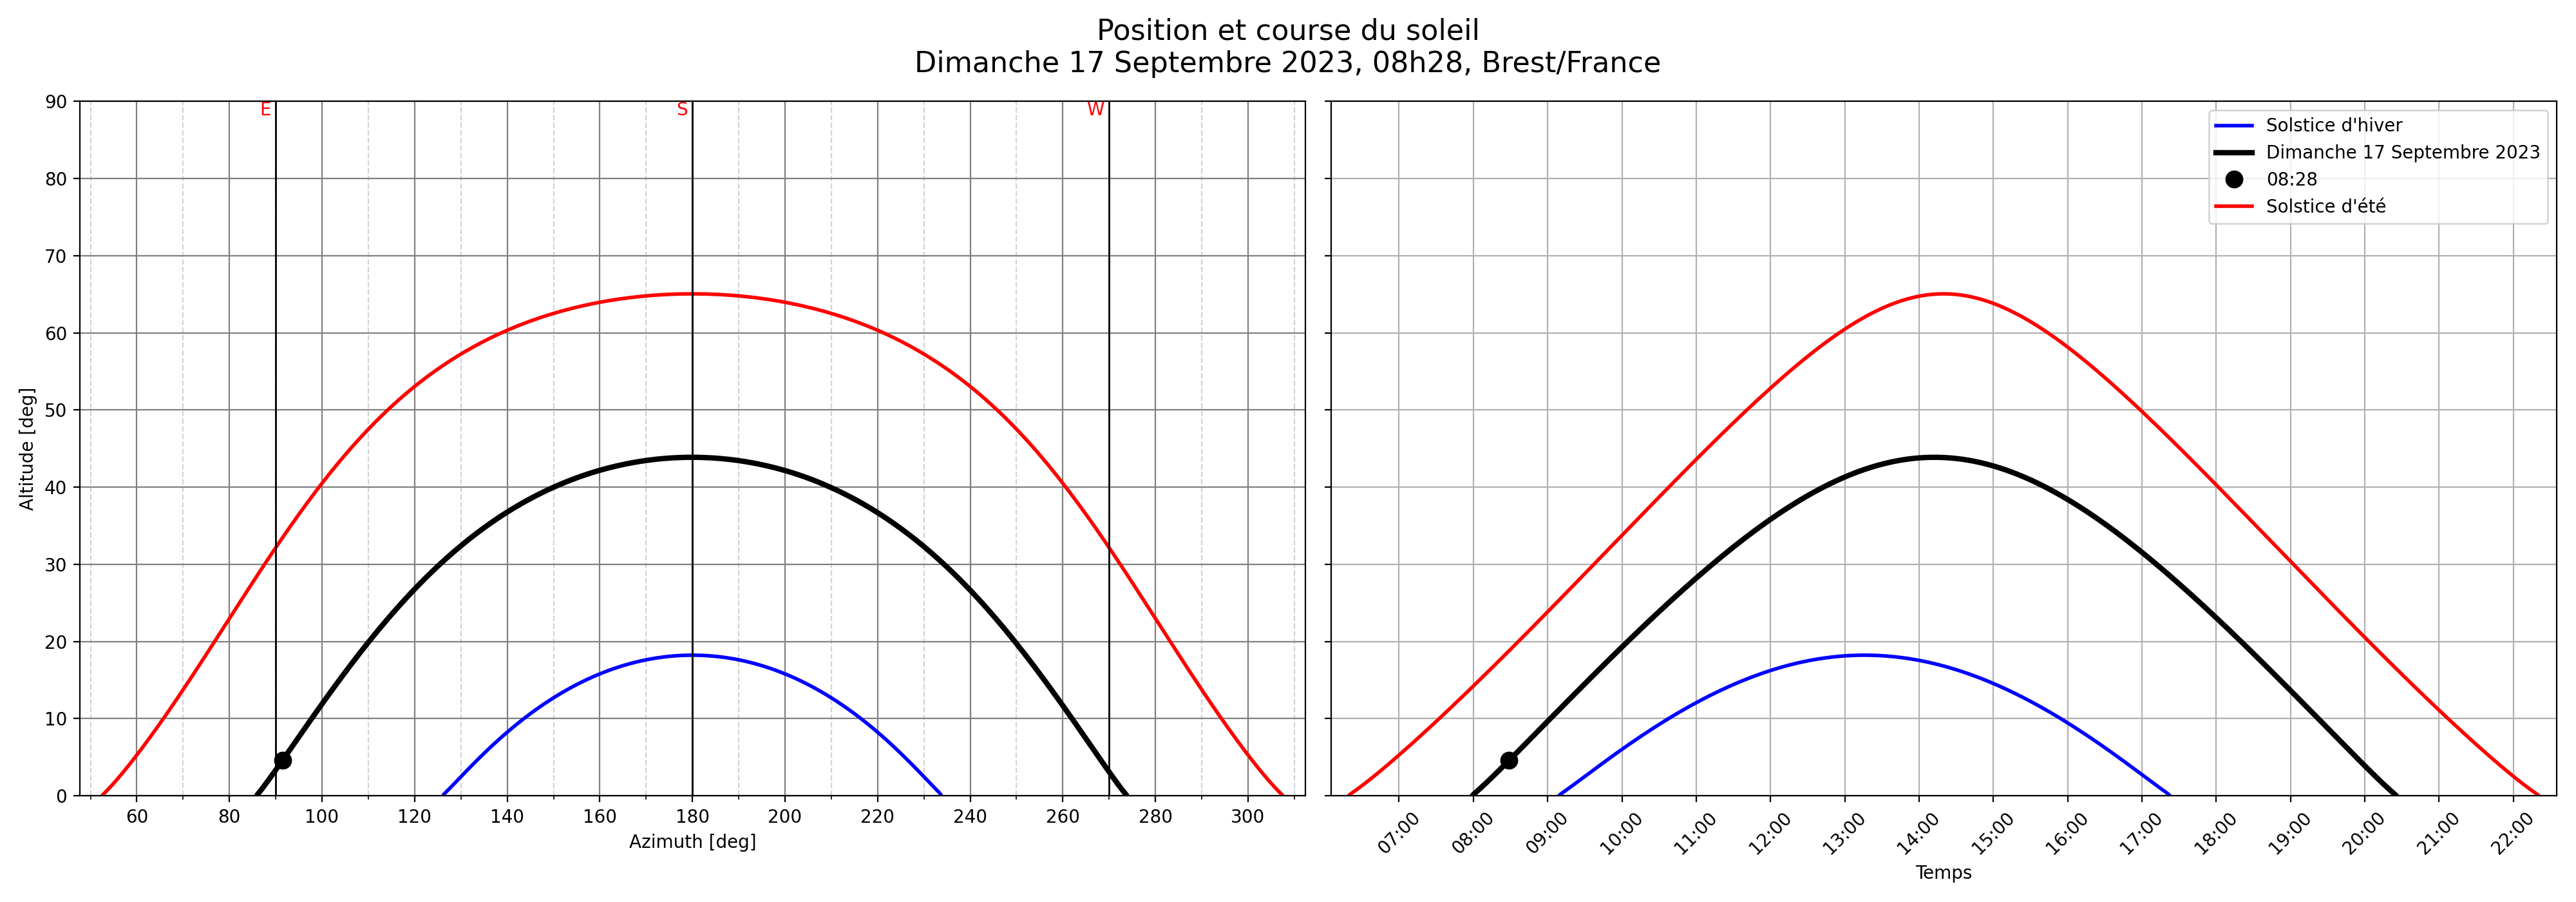 Position et course du soleil
Dimanche 17 Septembre 2023, 08h28, Brest/France
E S W
90
80
70
60
50
40
30
20
10
0
Altitude [deg]
60 80 100 120 140 160 180 200 220 240 260 280 300
Azimuth [deg]
Solstice d'hiver
Dimanche 17 Septembre 2023
08:28
Solstice d'été
07:00 08:00 09:00 10:00 11:00 12:00 13:00 14:00 15:00 16:00 17:00 18:00 19:00 20:00 21:00 22:00
Temps